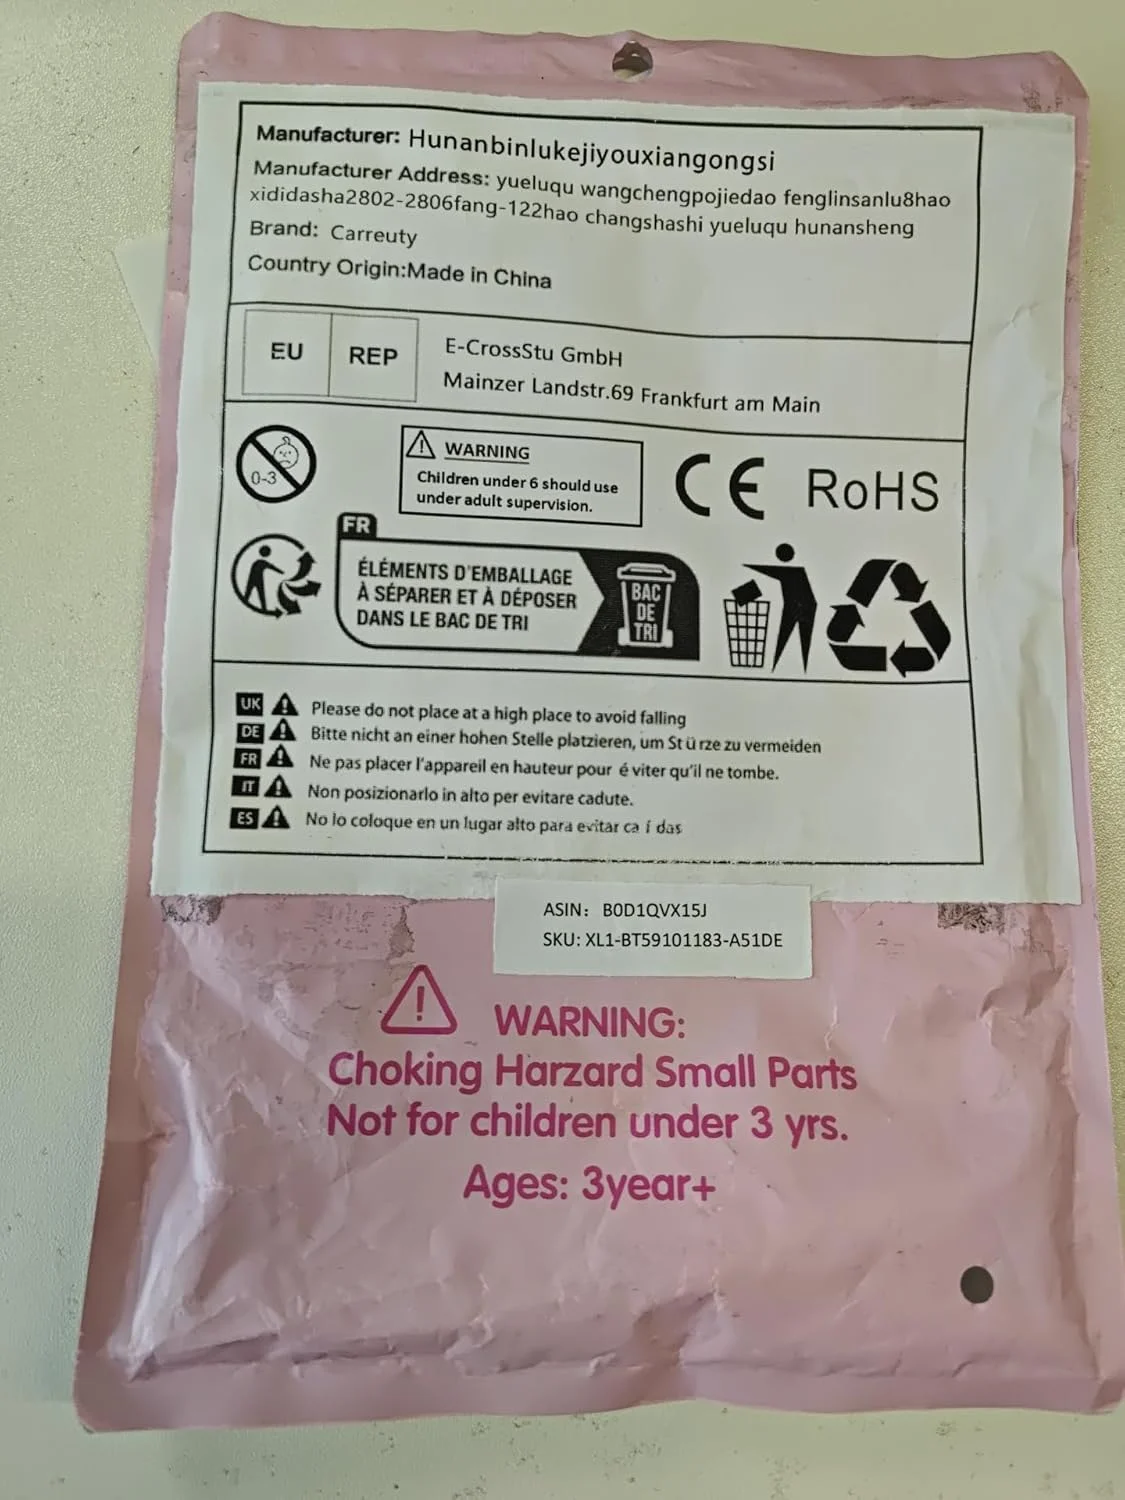 Manufacturer: Hunanbinlukejiyouxiangongsi
Manufacturer Address: yueluqu wangchengpojiedao fenglinsanlu8hao
xididasha2802-2806fang-122hao changshashi yueluqu hunansheng
Brand: Carreuty
Country Origin:Made in China
EU REP
E-CrossStu GmbH
Mainzer Landstr.69 Frankfurt am Main
0-3
WARNING
Children under 6 should use
under adult supervision.
CE RoHS
FR
ÉLÉMENTS D'EMBALLAGE
À SÉPARER ET À DÉPOSER
DANS LE BAC DE TRI
BAC
DE
TRI
UK Please do not place at a high place to avoid falling
DE Bitte nicht an einer hohen Stelle platzieren, um St ü rze zu vermeiden
FR Ne pas placer l'appareil en hauteur pour é viter qu'il ne tombe.
IT Non posizionarlo in alto per evitare cadute.
ES No lo coloque en un lugar alto para evitar ca í das
ASIN: B0D1QVX15J
SKU: XL1-BT59101183-A51DE
WARNING:
Choking Harzard Small Parts
Not for children under 3 yrs.
Ages: 3year+